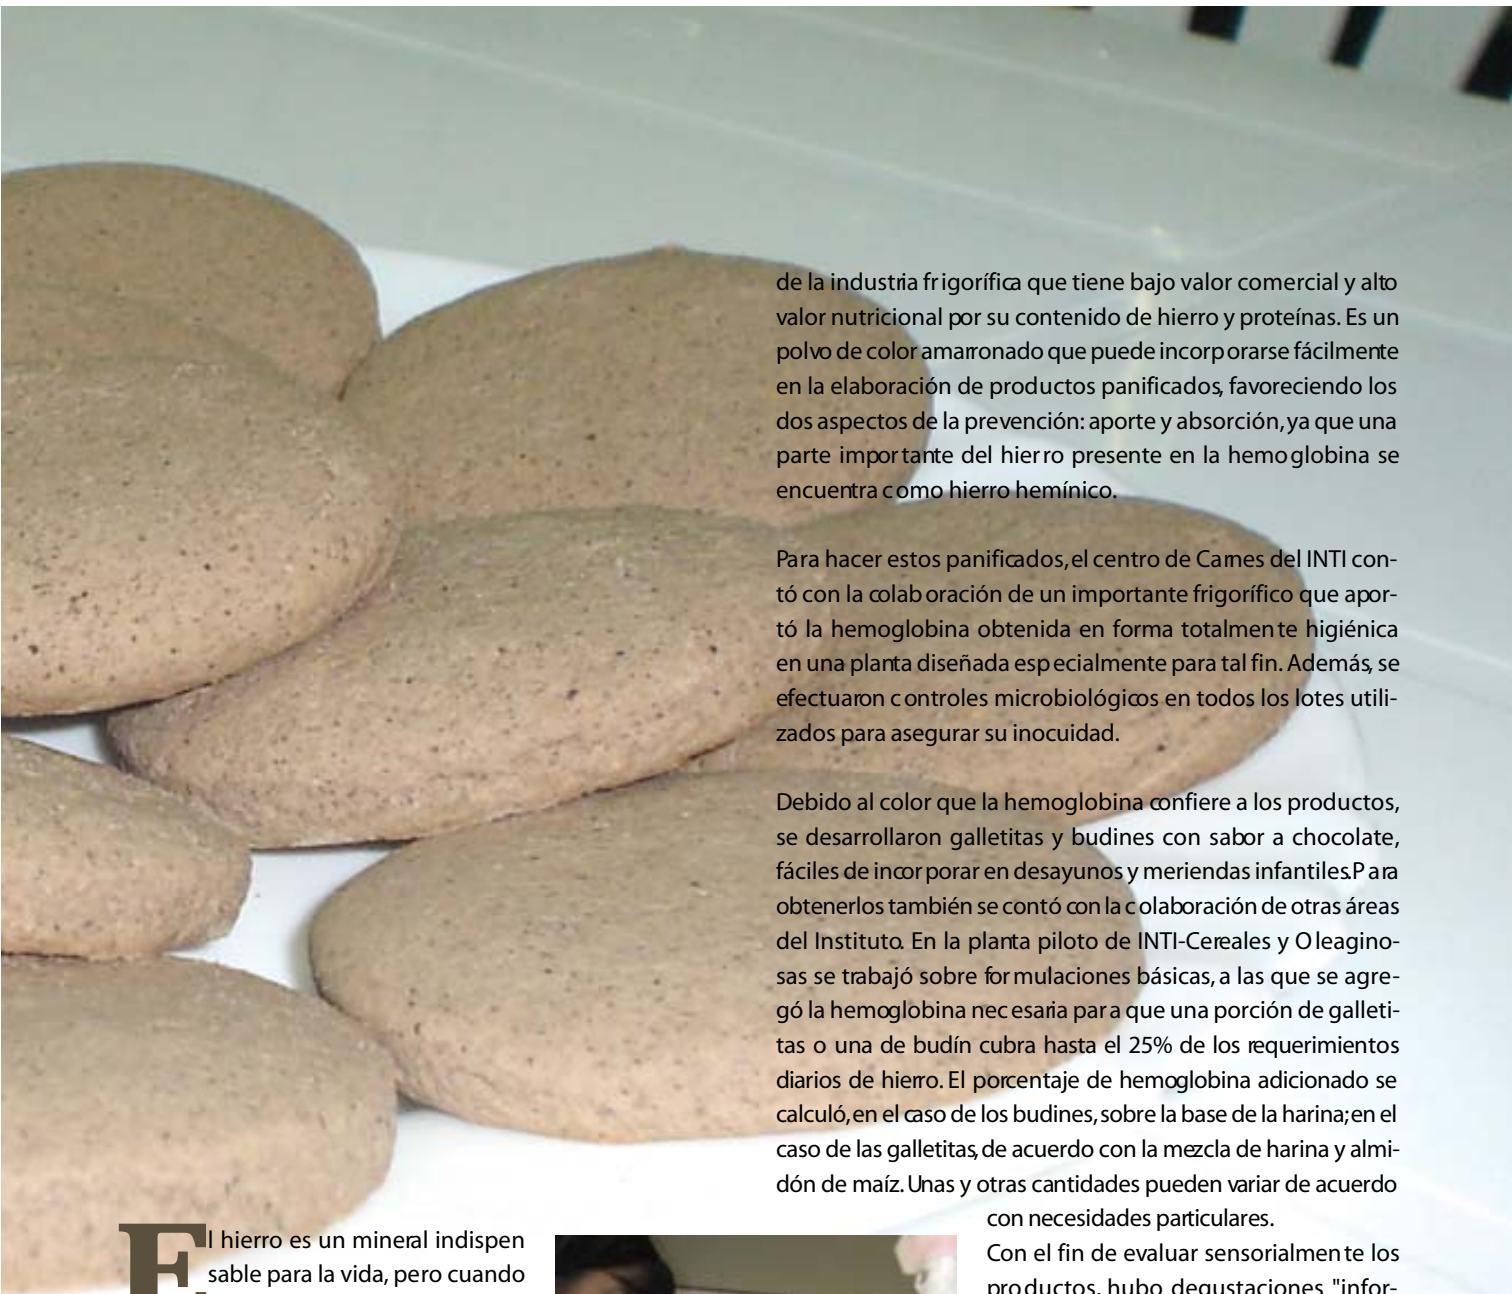 El hierro es un mineral indispen
sable para la vida, pero cuando
de la industria frigorífica que tiene bajo valor comercial y alto
valor nutricional por su contenido de hierro y proteínas. Es un
polvo de color amarronado que puede incorporarse fácilmente
en la elaboración de productos panificados, favoreciendo los
dos aspectos de la prevención: aporte y absorción, ya que una
parte importante del hierro presente en la hemoglobina se
encuentra como hierro hemínico.
Para hacer estos panificados, el centro de Carnes del INTI con-
tó con la colaboración de un importante frigorífico que apor-
tó la hemoglobina obtenida en forma totalmente higiénica
en una planta diseñada especialmente para tal fin. Además, se
efectuaron controles microbiológicos en todos los lotes utili-
zados para asegurar su inocuidad.
Debido al color que la hemoglobina confiere a los productos,
se desarrollaron galletitas y budines con sabor a chocolate,
fáciles de incorporar en desayunos y meriendas infantiles. Para
obtenerlos también se contó con la colaboración de otras áreas
del Instituto. En la planta piloto de INTI-Cereales y Oleagino-
sas se trabajó sobre formulaciones básicas, a las que se agre-
gó la hemoglobina necesaria para que una porción de galleti-
tas o una de budín cubra hasta el 25% de los requerimientos
diarios de hierro. El porcentaje de hemoglobina adicionado se
calculó, en el caso de los budines, sobre la base de la harina; en el
caso de las galletitas, de acuerdo con la mezcla de harina y almi-
dón de maíz. Unas y otras cantidades pueden variar de acuerdo
con necesidades particulares.
Con el fin de evaluar sensorialmente los
productos, hubo degustaciones "infor-